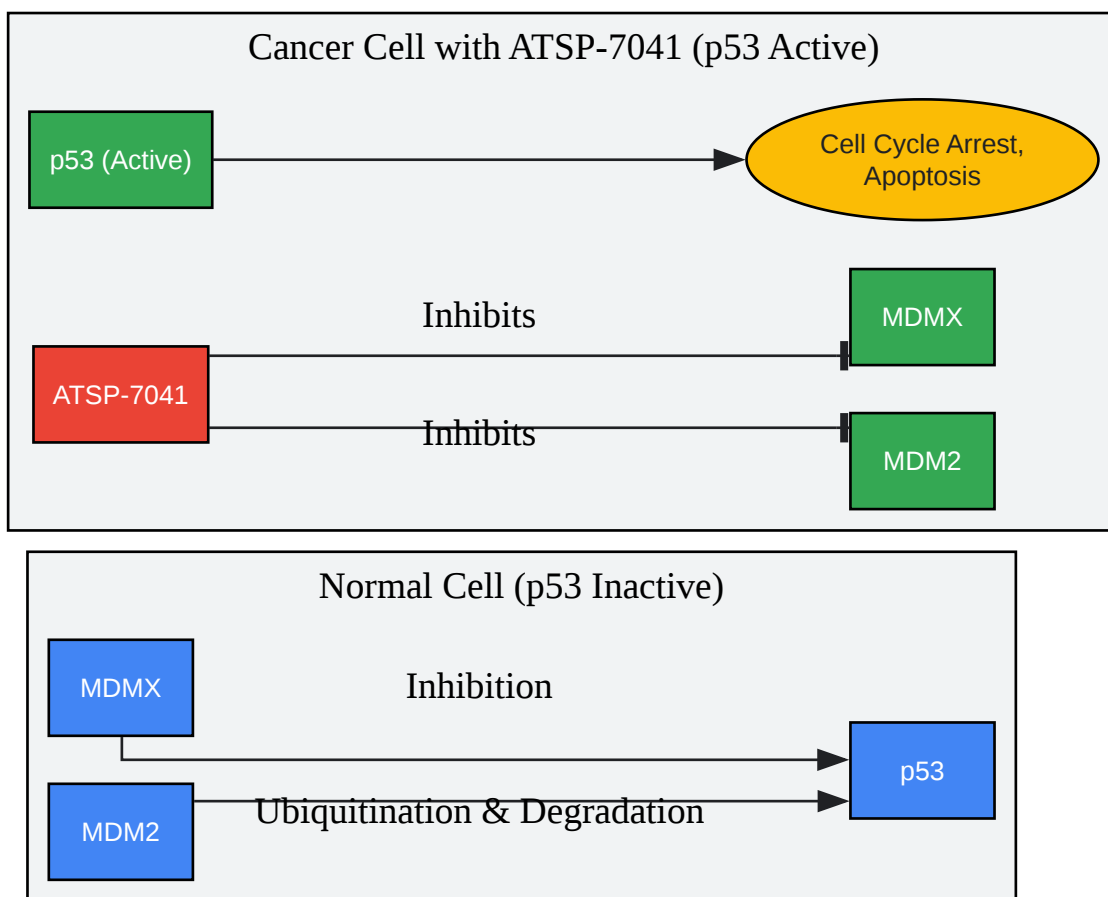 Cancer Cell with ATSP-7041 (p53 Active)
p53 (Active)
Cell Cycle Arrest,
Apoptosis
Inhibits
MDMX
ATSP-7041
Inhibits
MDM2
Normal Cell (p53 Inactive)
MDMX
Inhibition
p53
Ubiquitination & Degradation
MDM2